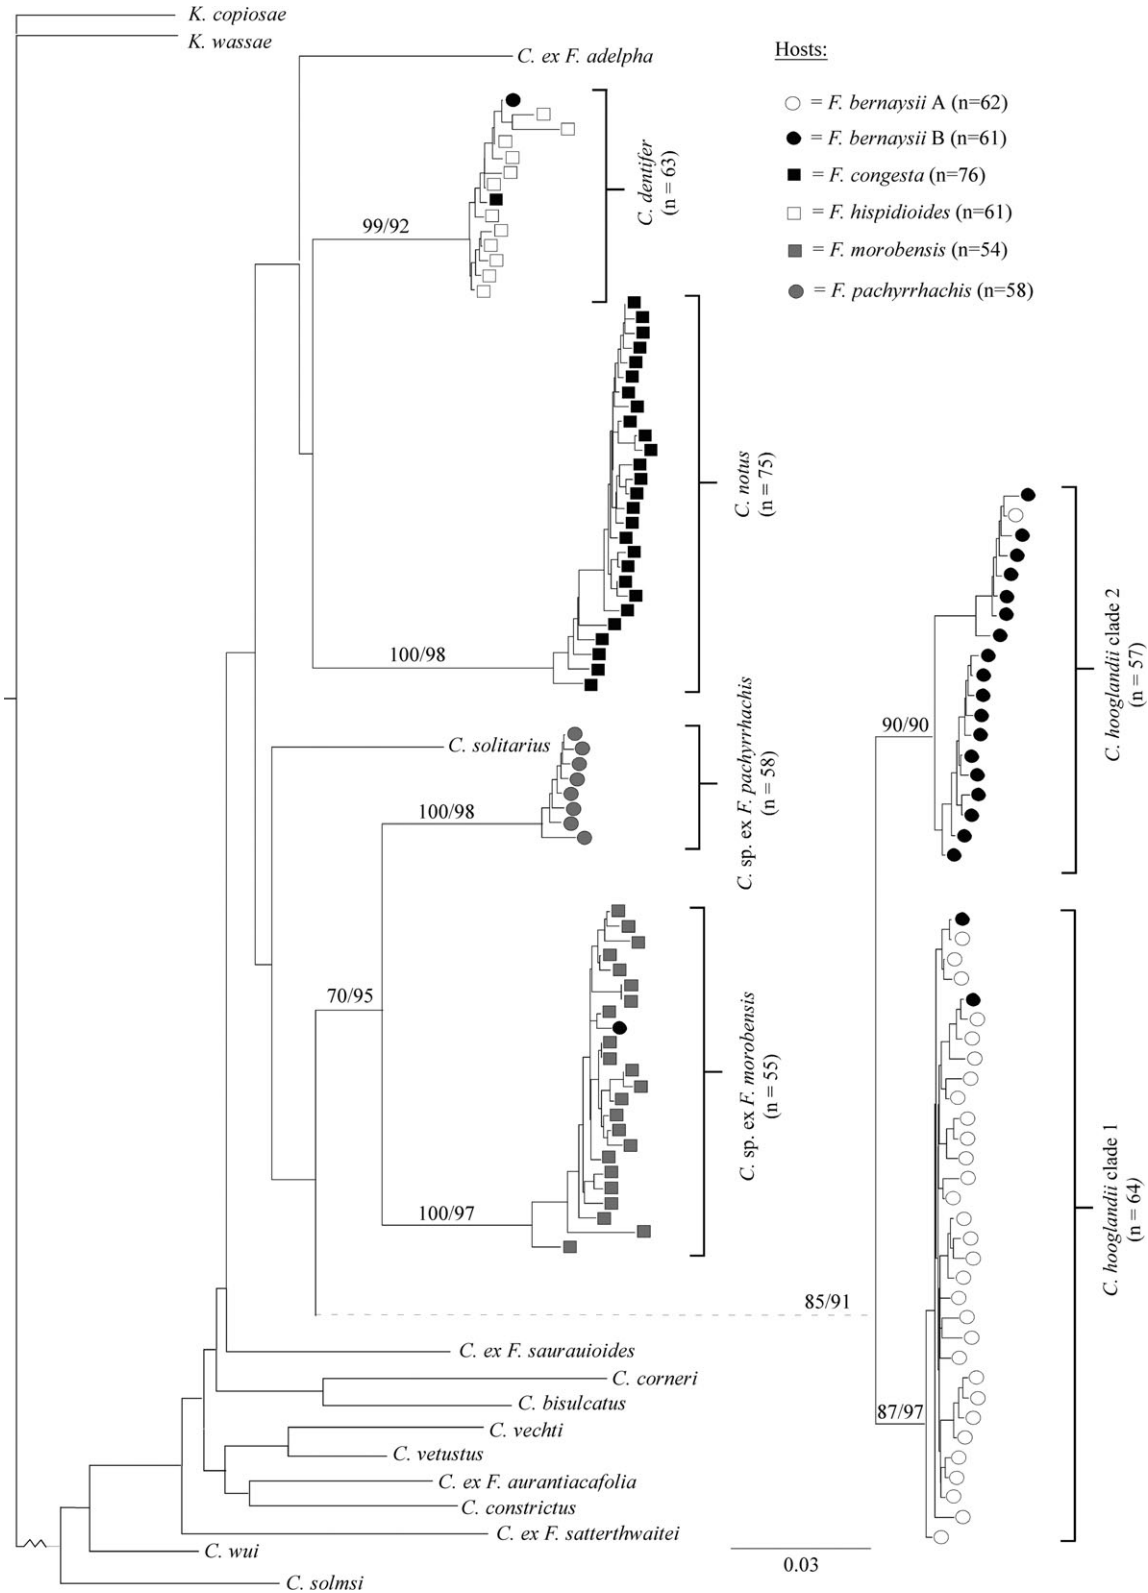 K. copiosae
K. wassae
C. ex F. adelpha
Hosts:
= F. bernaysii A (n=62)
= F. bernaysii B (n=61)
= F. congesta (n=76)
= F. hispidioides (n=61)
= F. morobensis (n=54)
= F. pachyrrhachis (n=58)
99/92
C. dentifer
(n = 63)
C. notus
(n = 75)
100/98
C. solitarius
100/98
C. sp. ex F. pachyrrhachis
(n = 58)
90/90
C. hooglandii clade 2
(n = 57)
70/95
C. sp. ex F. morobensis
(n = 55)
100/97
85/91
C. hooglandii clade 1
(n = 64)
87/97
C. ex F. saurauioides
C. corneri
C. bisulcatus
C. vechti
C. vetustus
C. ex F. aurantiacafolia
C. constrictus
C. ex F. satterthwaitei
C. wui
C. solmsi
0.03